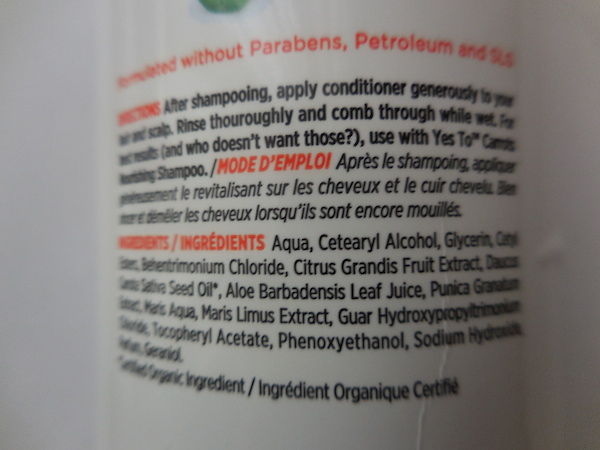 Formulated without Parabens, Petroleum and SLS
DIRECTIONS After shampooing, apply conditioner generously to your
hair and scalp. Rinse thouroughly and comb through while wet. For
best results (and who doesn't want those?), use with Yes To™ Carrots
Nourishing Shampoo. / MODE D'EMPLOI Après le shampoing, appliquer
généreusement le revitalisant sur les cheveux et le cuir chevelu. Bien
rincer et démêler les cheveux lorsqu'ils sont encore mouillés.
INGREDIENTS / INGRÉDIENTS Aqua, Cetearyl Alcohol, Glycerin, Cetyl
Esters, Behentrimonium Chloride, Citrus Grandis Fruit Extract, Daucus
Carota Sativa Seed Oil*, Aloe Barbadensis Leaf Juice, Punica Granatum
Extract, Maris Aqua, Maris Limus Extract, Guar Hydroxypropyltrimonium
Chloride, Tocopheryl Acetate, Phenoxyethanol, Sodium Hydroxide,
Parfum, Geraniol.
*Certified Organic Ingredient / Ingrédient Organique Certifié